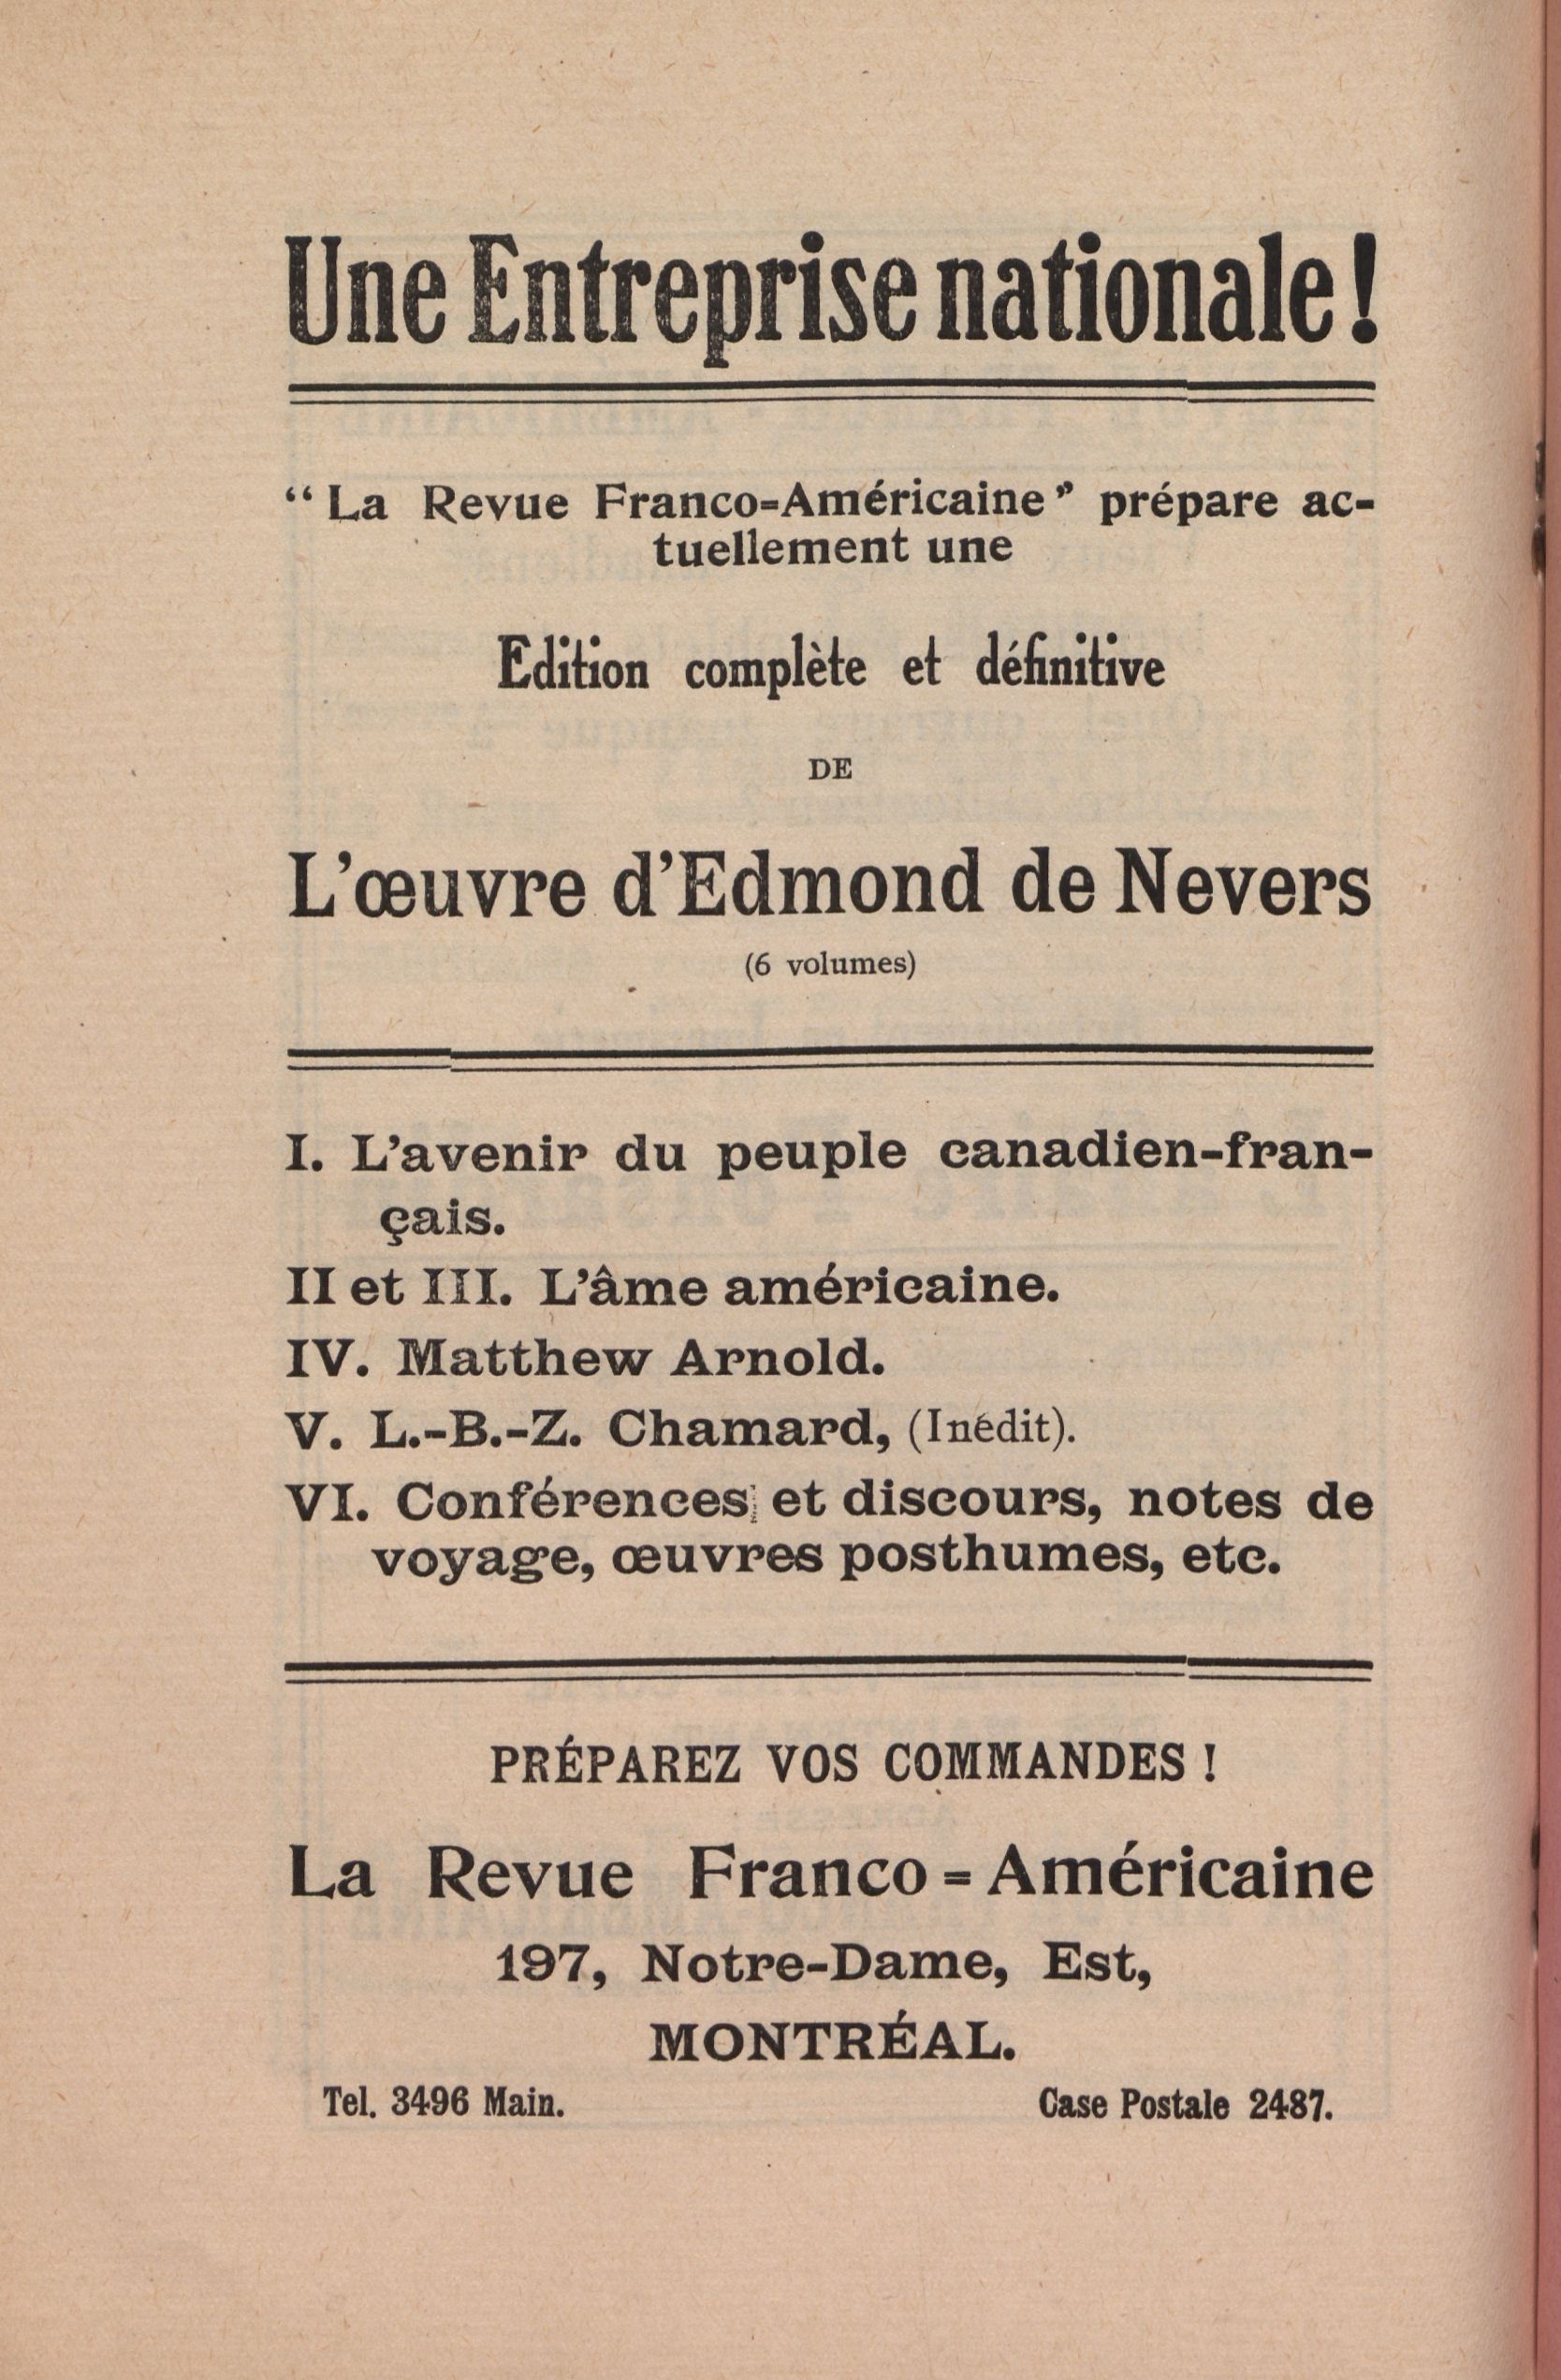 Une Entreprise nationale !
“ La Revue Franco-Américaine ” prépare ac-
tuellement une
Edition complète et définitive
DE
L’œuvre d’Edmond de Nevers
(6 volumes)
I. L’avenir du peuple canadien-fran-
çais.
II et III. L’âme américaine.
IV. Matthew Arnold.
V. L.-B.-Z. Chamard, (Inédit).
VI. Conférences et discours, notes de
voyage, œuvres posthumes, etc.
PRÉPAREZ VOS COMMANDES !
La Revue Franco = Américaine
197, Notre-Dame, Est,
MONTRÉAL.
Tel. 3496 Main. Case Postale 2487.